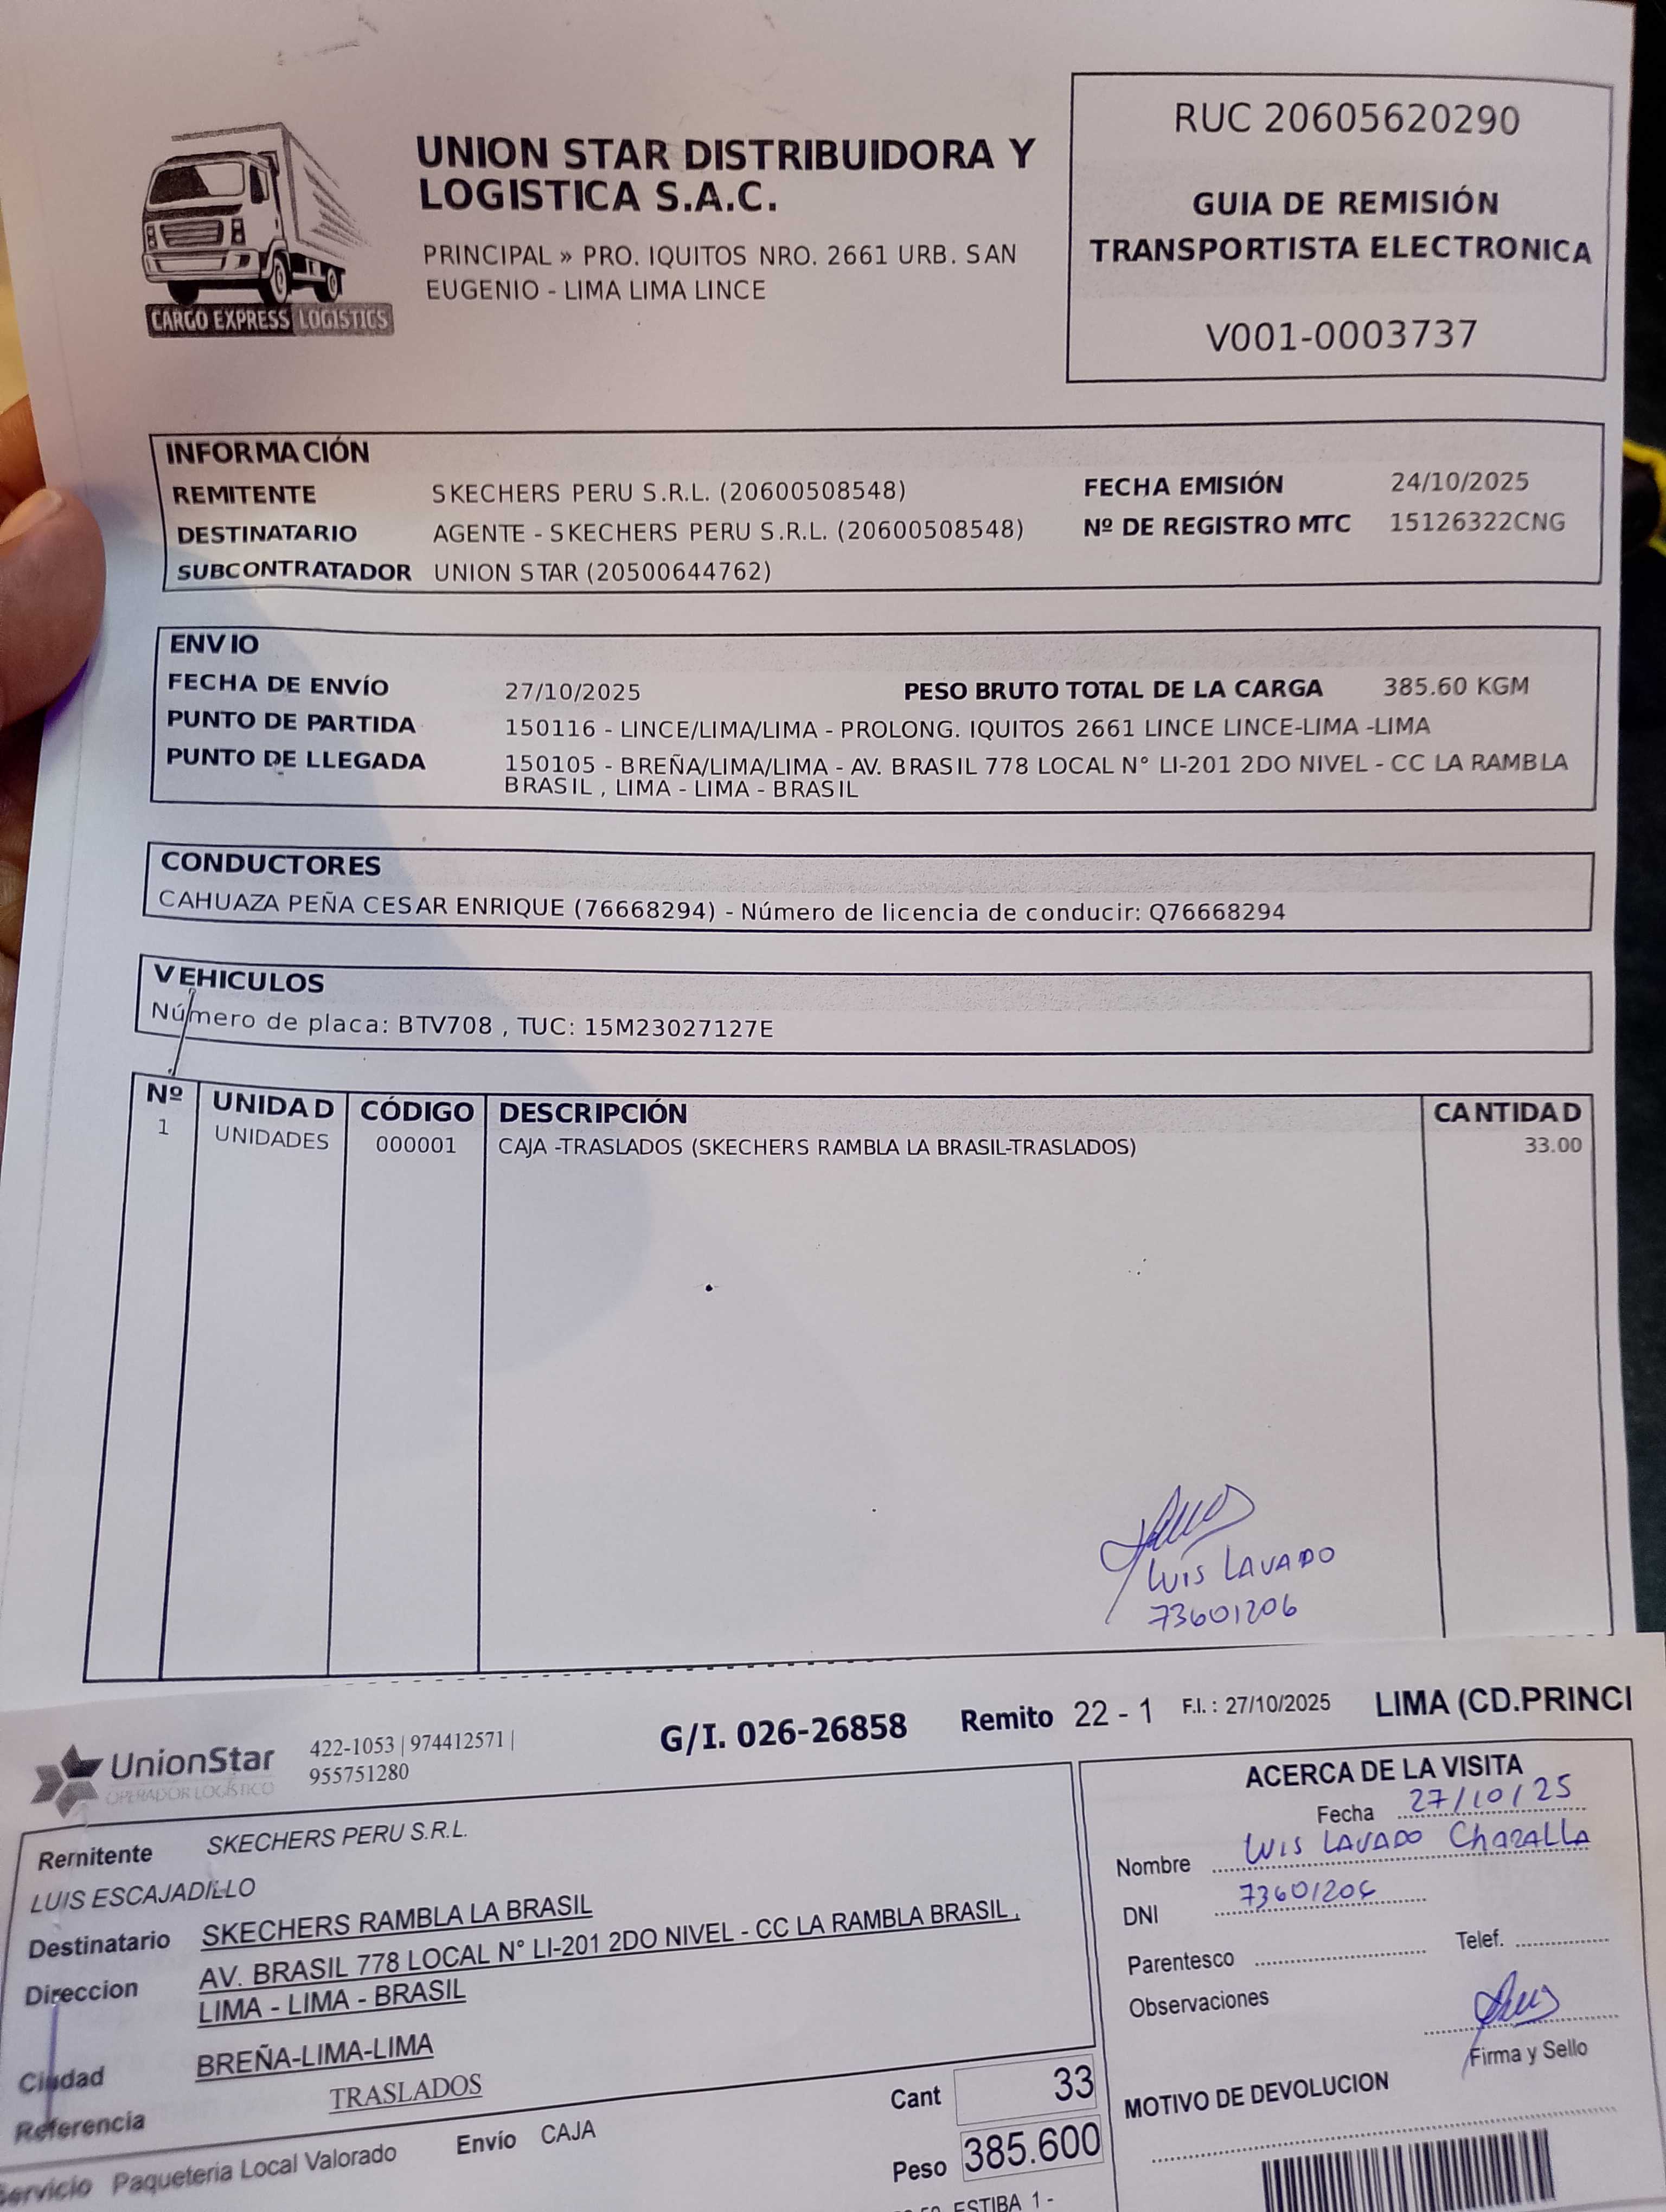 CARGO EXPRESS LOGISTICS
UNION STAR DISTRIBUIDORA Y
LOGISTICA S.A.C.
PRINCIPAL » PRO. IQUITOS NRO. 2661 URB. SAN
EUGENIO - LIMA LIMA LINCE
RUC 20605620290
GUIA DE REMISIÓN
TRANSPORTISTA ELECTRONICA
V001-0003737
INFORMACIÓN
REMITENTE SKECHERS PERU S.R.L. (20600508548) FECHA EMISIÓN 24/10/2025
DESTINATARIO AGENTE - SKECHERS PERU S.R.L. (20600508548) Nº DE REGISTRO MTC 15126322CNG
SUBCONTRATADOR UNION STAR (20500644762)
ENVIO
FECHA DE ENVÍO 27/10/2025 PESO BRUTO TOTAL DE LA CARGA 385.60 KGM
PUNTO DE PARTIDA 150116 - LINCE/LIMA/LIMA - PROLONG. IQUITOS 2661 LINCE LINCE-LIMA -LIMA
PUNTO DE LLEGADA 150105 - BREÑA/LIMA/LIMA - AV. BRASIL 778 LOCAL N° LI-201 2DO NIVEL - CC LA RAMBLA
BRASIL , LIMA - LIMA - BRASIL
CONDUCTORES
CAHUAZA PEÑA CESAR ENRIQUE (76668294) - Número de licencia de conducir: Q76668294
VEHICULOS
Número de placa: BTV708 , TUC: 15M23027127E
Nº UNIDAD CÓDIGO DESCRIPCIÓN CANTIDAD
1 UNIDADES 000001 CAJA -TRASLADOS (SKECHERS RAMBLA LA BRASIL-TRASLADOS) 33.00
LUIS LAVADO
73601206
UnionStar
OPERADOR LOGÍSTICO
422-1053 | 974412571 |
955751280
G/I. 026-26858 Remito 22 - 1 F.I. : 27/10/2025 LIMA (CD.PRINCI
Remitente SKECHERS PERU S.R.L.
LUIS ESCAJADILLO
Destinatario SKECHERS RAMBLA LA BRASIL
Direccion AV. BRASIL 778 LOCAL N° LI-201 2DO NIVEL - CC LA RAMBLA BRASIL ,
LIMA - LIMA - BRASIL
Ciudad BREÑA-LIMA-LIMA
Referencia TRASLADOS
Servicio Paqueteria Local Valorado Envío CAJA
Cant 33
Peso 385.600
ESTIBA 1 -
ACERCA DE LA VISITA
Fecha 27/10/25
Nombre LUIS LAVADO
DNI 73601206
Parentesco Telef.
Observaciones
Firma y Sello
MOTIVO DE DEVOLUCION